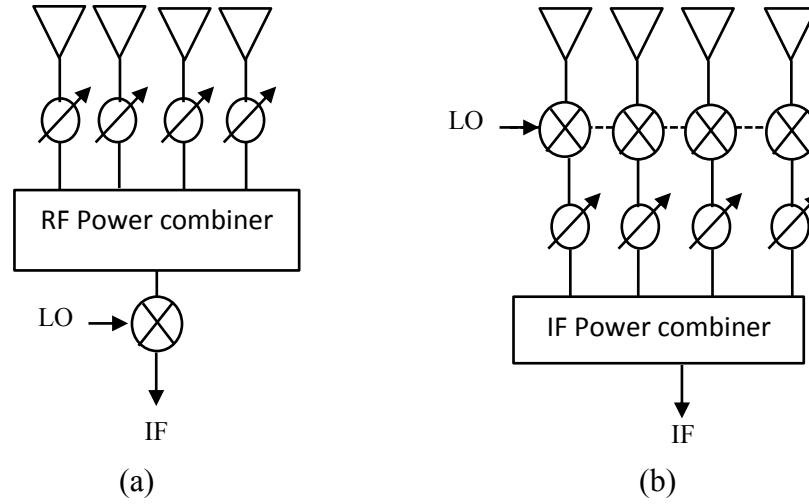 RF Power combiner
LO
IF
(a)
LO
IF Power combiner
IF
(b)